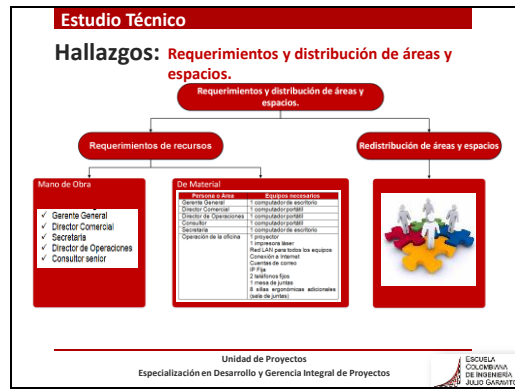 Estudio Técnico
Hallazgos: Requerimientos y distribución de áreas y
espacios.
Requerimientos y distribución de áreas y
espacios.
Requerimientos de recursos
Redistribución de áreas y espacios
Mano de Obra
✓ Gerente General
✓ Director Comercial
✓ Secretaria
✓ Director de Operaciones
✓ Consultor senior
De Material
Persona o Area Equipos necesarios
Gerente General 1 computador de escritorio
Director Comercial 1 computador portátil
Director de Operaciones 1 computador portátil
Consultor 1 computador portátil
Secretaria 1 computador de escritorio
Operación de la oficina 1 proyector
1 impresora láser
Red LAN para todos los equipos
Conexión a Internet
Cuentas de correo
IP Fija
2 teléfonos fijos
1 mesa de juntas
8 sillas ergonómicas adicionales
(sala de juntas)
Unidad de Proyectos
Especialización en Desarrollo y Gerencia Integral de Proyectos
ESCUELA
COLOMBIANA
DE INGENIERÍA
JULIO GARAVITO